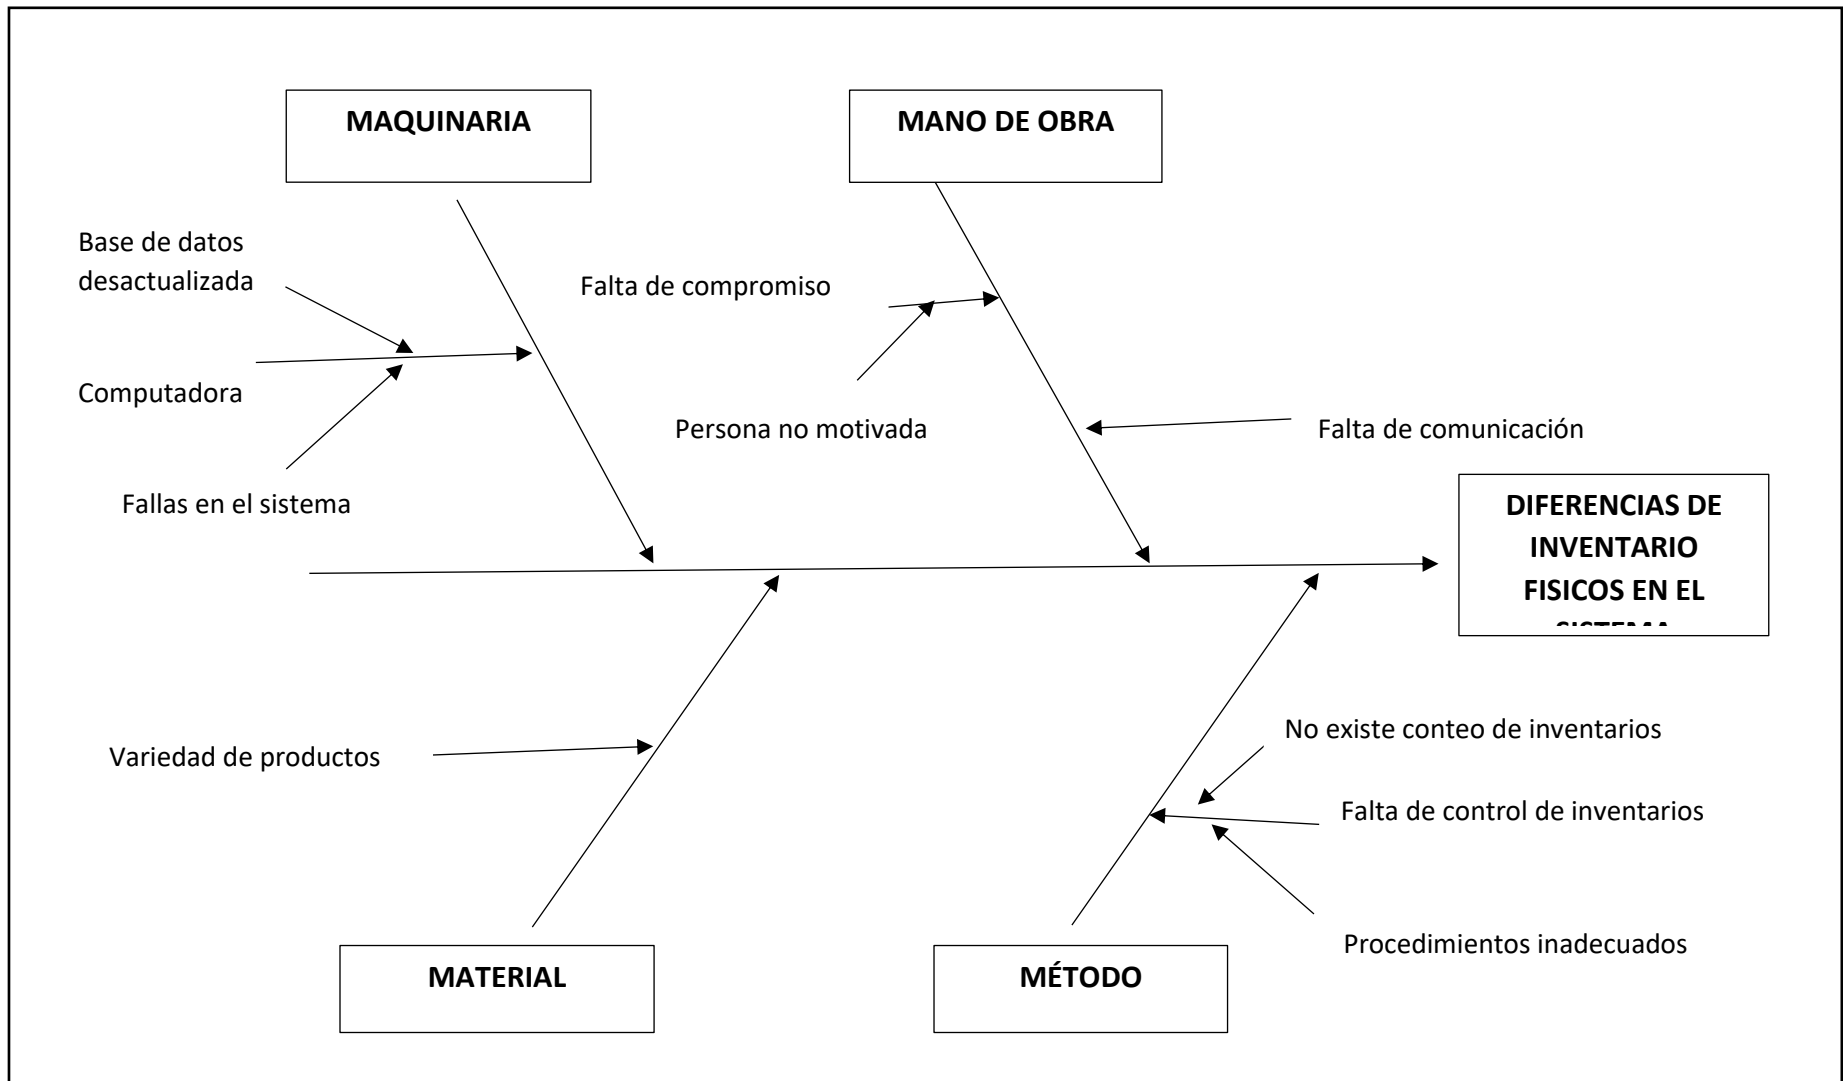 MAQUINARIA
MANO DE OBRA
Base de datos
desactualizada
Falta de compromiso
Computadora
Persona no motivada
Falta de comunicación
Fallas en el sistema
DIFERENCIAS DE
INVENTARIO
FISICOS EN EL
SISTEMA
No existe conteo de inventarios
Variedad de productos
Falta de control de inventarios
Procedimientos inadecuados
MATERIAL
MÉTODO